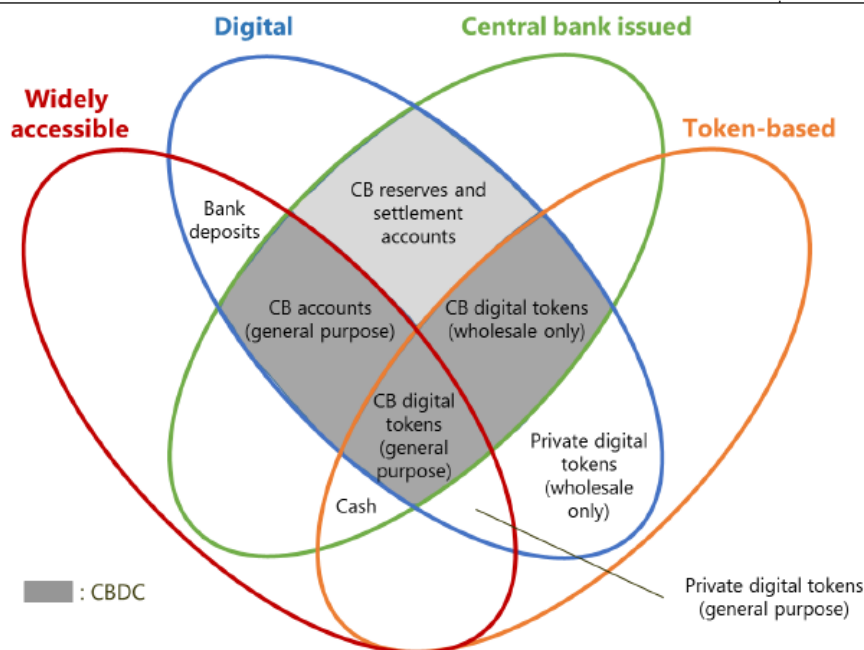 Digital
Central bank issued
Widely
accessible
Token-based
CB reserves and
settlement
accounts
Bank
deposits
CB accounts
(general purpose)
CB digital tokens
(wholesale only)
CB digital
tokens
(general
purpose)
Private digital
tokens
(wholesale
only)
Cash
: CBDC
Private digital tokens
(general purpose)